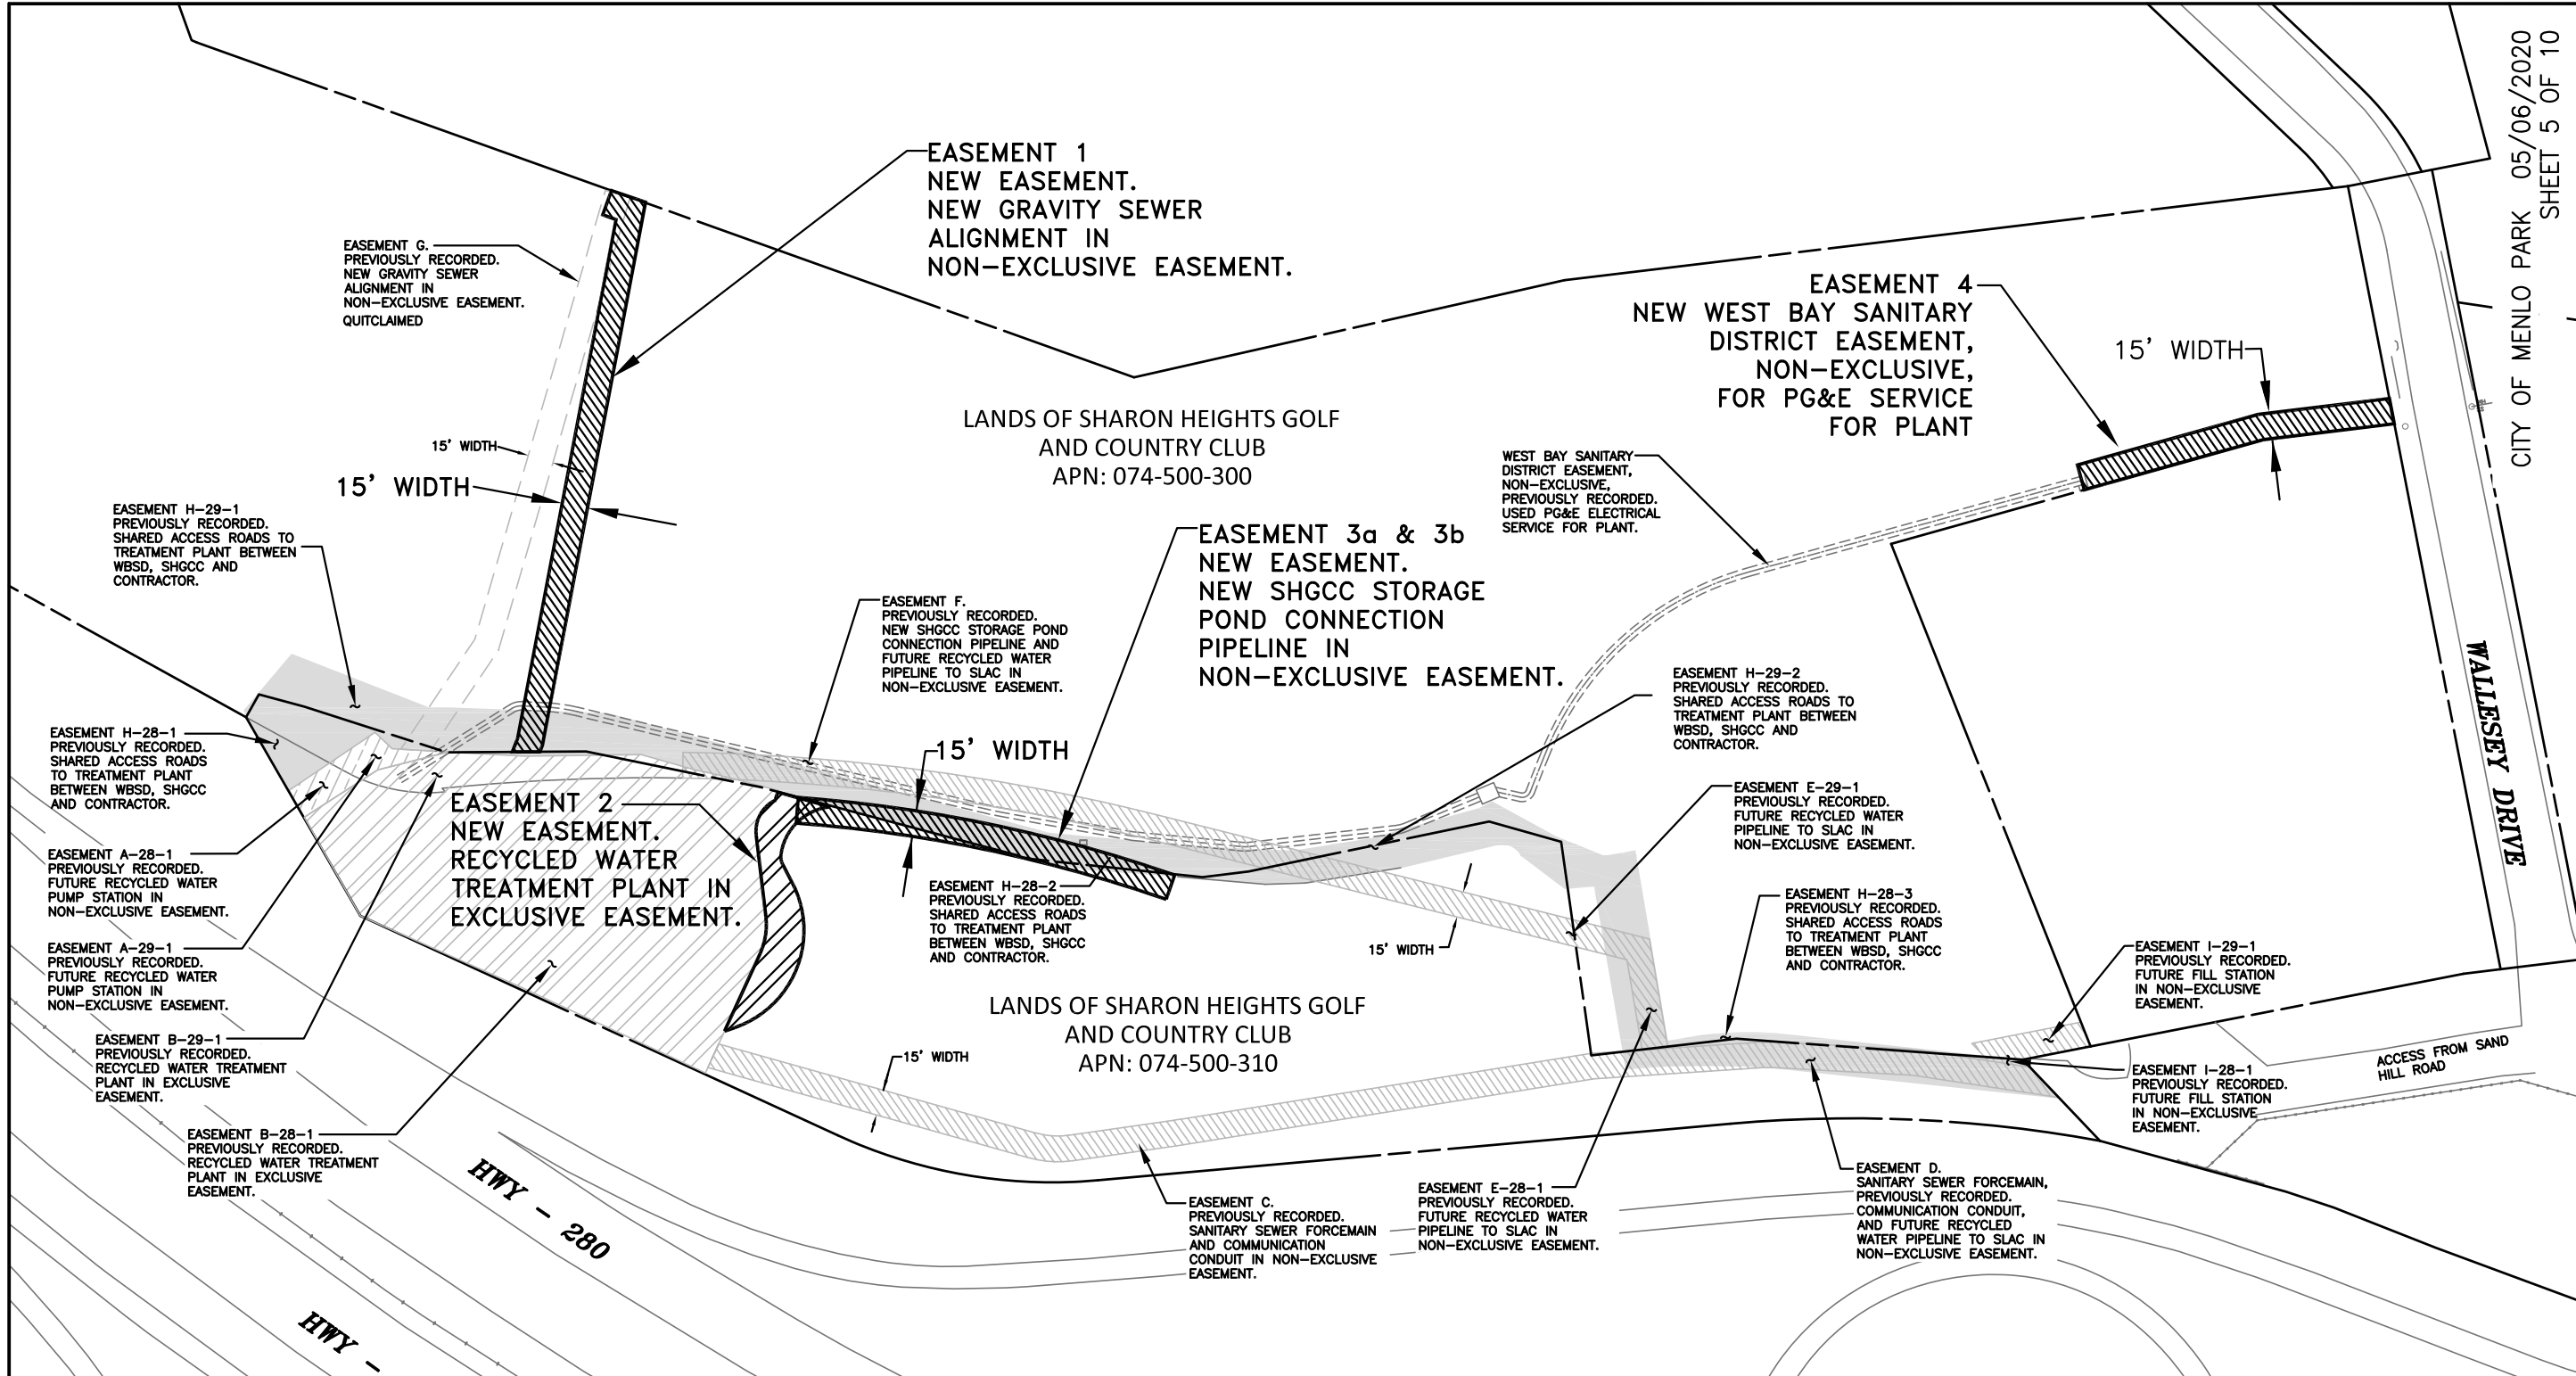 CITY OF MENLO PARK 05/06/2020
SHEET 5 OF 10
EASEMENT 1
NEW EASEMENT.
NEW GRAVITY SEWER
ALIGNMENT IN
NON-EXCLUSIVE EASEMENT.
EASEMENT G.
PREVIOUSLY RECORDED.
NEW GRAVITY SEWER
ALIGNMENT IN
NON-EXCLUSIVE EASEMENT.
QUITCLAIMED
15' WIDTH
15' WIDTH
EASEMENT 4
NEW WEST BAY SANITARY
DISTRICT EASEMENT,
NON-EXCLUSIVE,
FOR PG&E SERVICE
FOR PLANT
15' WIDTH
LANDS OF SHARON HEIGHTS GOLF
AND COUNTRY CLUB
APN: 074-500-300
WEST BAY SANITARY
DISTRICT EASEMENT,
NON-EXCLUSIVE,
PREVIOUSLY RECORDED.
USED PG&E ELECTRICAL
SERVICE FOR PLANT.
EASEMENT H-29-1
PREVIOUSLY RECORDED.
SHARED ACCESS ROADS TO
TREATMENT PLANT BETWEEN
WBSD, SHGCC AND
CONTRACTOR.
EASEMENT 3a & 3b
NEW EASEMENT.
NEW SHGCC STORAGE
POND CONNECTION
PIPELINE IN
NON-EXCLUSIVE EASEMENT.
EASEMENT F.
PREVIOUSLY RECORDED.
NEW SHGCC STORAGE POND
CONNECTION PIPELINE AND
FUTURE RECYCLED WATER
PIPELINE TO SLAC IN
NON-EXCLUSIVE EASEMENT.
EASEMENT H-29-2
PREVIOUSLY RECORDED.
SHARED ACCESS ROADS TO
TREATMENT PLANT BETWEEN
WBSD, SHGCC AND
CONTRACTOR.
WALLESEY DRIVE
EASEMENT H-28-1
PREVIOUSLY RECORDED.
SHARED ACCESS ROADS
TO TREATMENT PLANT
BETWEEN WBSD, SHGCC
AND CONTRACTOR.
15' WIDTH
EASEMENT 2
NEW EASEMENT.
RECYCLED WATER
TREATMENT PLANT IN
EXCLUSIVE EASEMENT.
EASEMENT E-29-1
PREVIOUSLY RECORDED.
FUTURE RECYCLED WATER
PIPELINE TO SLAC IN
NON-EXCLUSIVE EASEMENT.
EASEMENT A-28-1
PREVIOUSLY RECORDED.
FUTURE RECYCLED WATER
PUMP STATION IN
NON-EXCLUSIVE EASEMENT.
EASEMENT H-28-2
PREVIOUSLY RECORDED.
SHARED ACCESS ROADS
TO TREATMENT PLANT
BETWEEN WBSD, SHGCC
AND CONTRACTOR.
15' WIDTH
EASEMENT H-28-3
PREVIOUSLY RECORDED.
SHARED ACCESS ROADS
TO TREATMENT PLANT
BETWEEN WBSD, SHGCC
AND CONTRACTOR.
EASEMENT A-29-1
PREVIOUSLY RECORDED.
FUTURE RECYCLED WATER
PUMP STATION IN
NON-EXCLUSIVE EASEMENT.
EASEMENT I-29-1
PREVIOUSLY RECORDED.
FUTURE FILL STATION
IN NON-EXCLUSIVE
EASEMENT.
LANDS OF SHARON HEIGHTS GOLF
AND COUNTRY CLUB
APN: 074-500-310
15' WIDTH
EASEMENT B-29-1
PREVIOUSLY RECORDED.
RECYCLED WATER TREATMENT
PLANT IN EXCLUSIVE
EASEMENT.
ACCESS FROM SAND
HILL ROAD
EASEMENT I-28-1
PREVIOUSLY RECORDED.
FUTURE FILL STATION
IN NON-EXCLUSIVE
EASEMENT.
EASEMENT B-28-1
PREVIOUSLY RECORDED.
RECYCLED WATER TREATMENT
PLANT IN EXCLUSIVE
EASEMENT.
HWY - 280
EASEMENT C.
PREVIOUSLY RECORDED.
SANITARY SEWER FORCEMAIN
AND COMMUNICATION
CONDUIT IN NON-EXCLUSIVE
EASEMENT.
EASEMENT E-28-1
PREVIOUSLY RECORDED.
FUTURE RECYCLED WATER
PIPELINE TO SLAC IN
NON-EXCLUSIVE EASEMENT.
EASEMENT D.
SANITARY SEWER FORCEMAIN,
PREVIOUSLY RECORDED.
COMMUNICATION CONDUIT,
AND FUTURE RECYCLED
WATER PIPELINE TO SLAC IN
NON-EXCLUSIVE EASEMENT.
HWY -